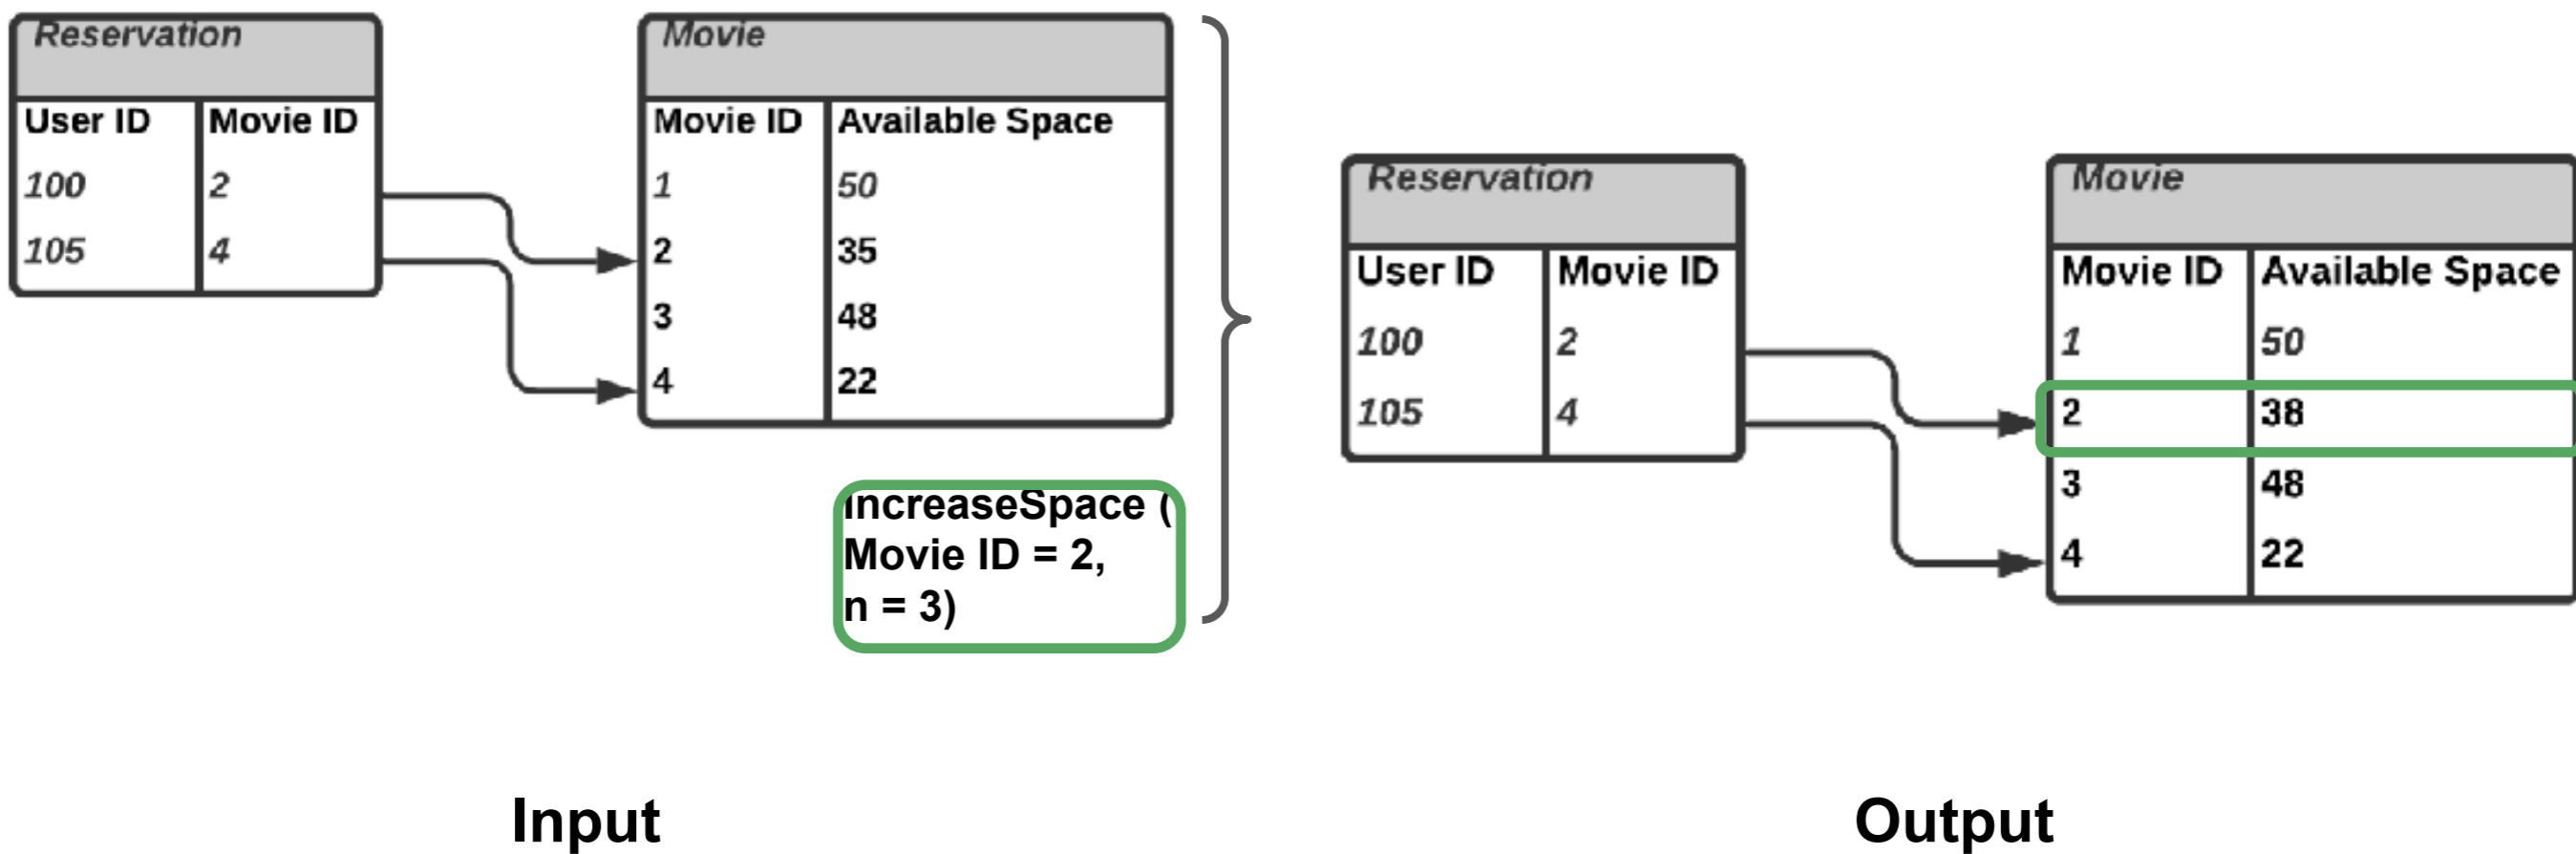 Reservation
User ID Movie ID
100 2
105 4
Movie
Movie ID Available Space
1 50
2 35
3 48
4 22
IncreaseSpace (
Movie ID = 2,
n = 3)
Input
Reservation
User ID Movie ID
100 2
105 4
Movie
Movie ID Available Space
1 50
2 38
3 48
4 22
Output